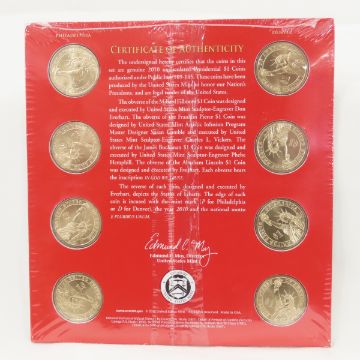 PHILADELPHIA
DENVER
CERTIFICATE OF AUTHENTICITY
The undersigned hereby certifies that the coins in this
set are genuine 2010 uncirculated Presidential $1 Coins
authorized under Public Law 109-145. These coins have been
produced by the United States Mint to honor our Nation's
Presidents, and are legal tender of the United States.
The obverse of the Millard Fillmore $1 Coin was designed
and executed by United States Mint Sculptor-Engraver Don
Everhart. The obverse of the Franklin Pierce $1 Coin was
designed by United States Mint Artistic Infusion Program
Master Designer Susan Gamble and executed by United
States Mint Sculptor-Engraver Charles L. Vickers. The
obverse of the James Buchanan $1 Coin was designed and
executed by United States Mint Sculptor-Engraver Phebe
Hemphill. The obverse of the Abraham Lincoln $1 Coin
was designed and executed by Everhart. Each obverse bears
the inscription IN GOD WE TRUST.
The reverse of each coin, designed and executed by
Everhart, depicts the Statue of Liberty. The edge of each
coin is incused with the mint mark (P for Philadelphia
or D for Denver), the year 2010 and the national motto
E PLURIBUS UNUM.
Edmund C. Moy
Edmund C. Moy, Director
United States Mint